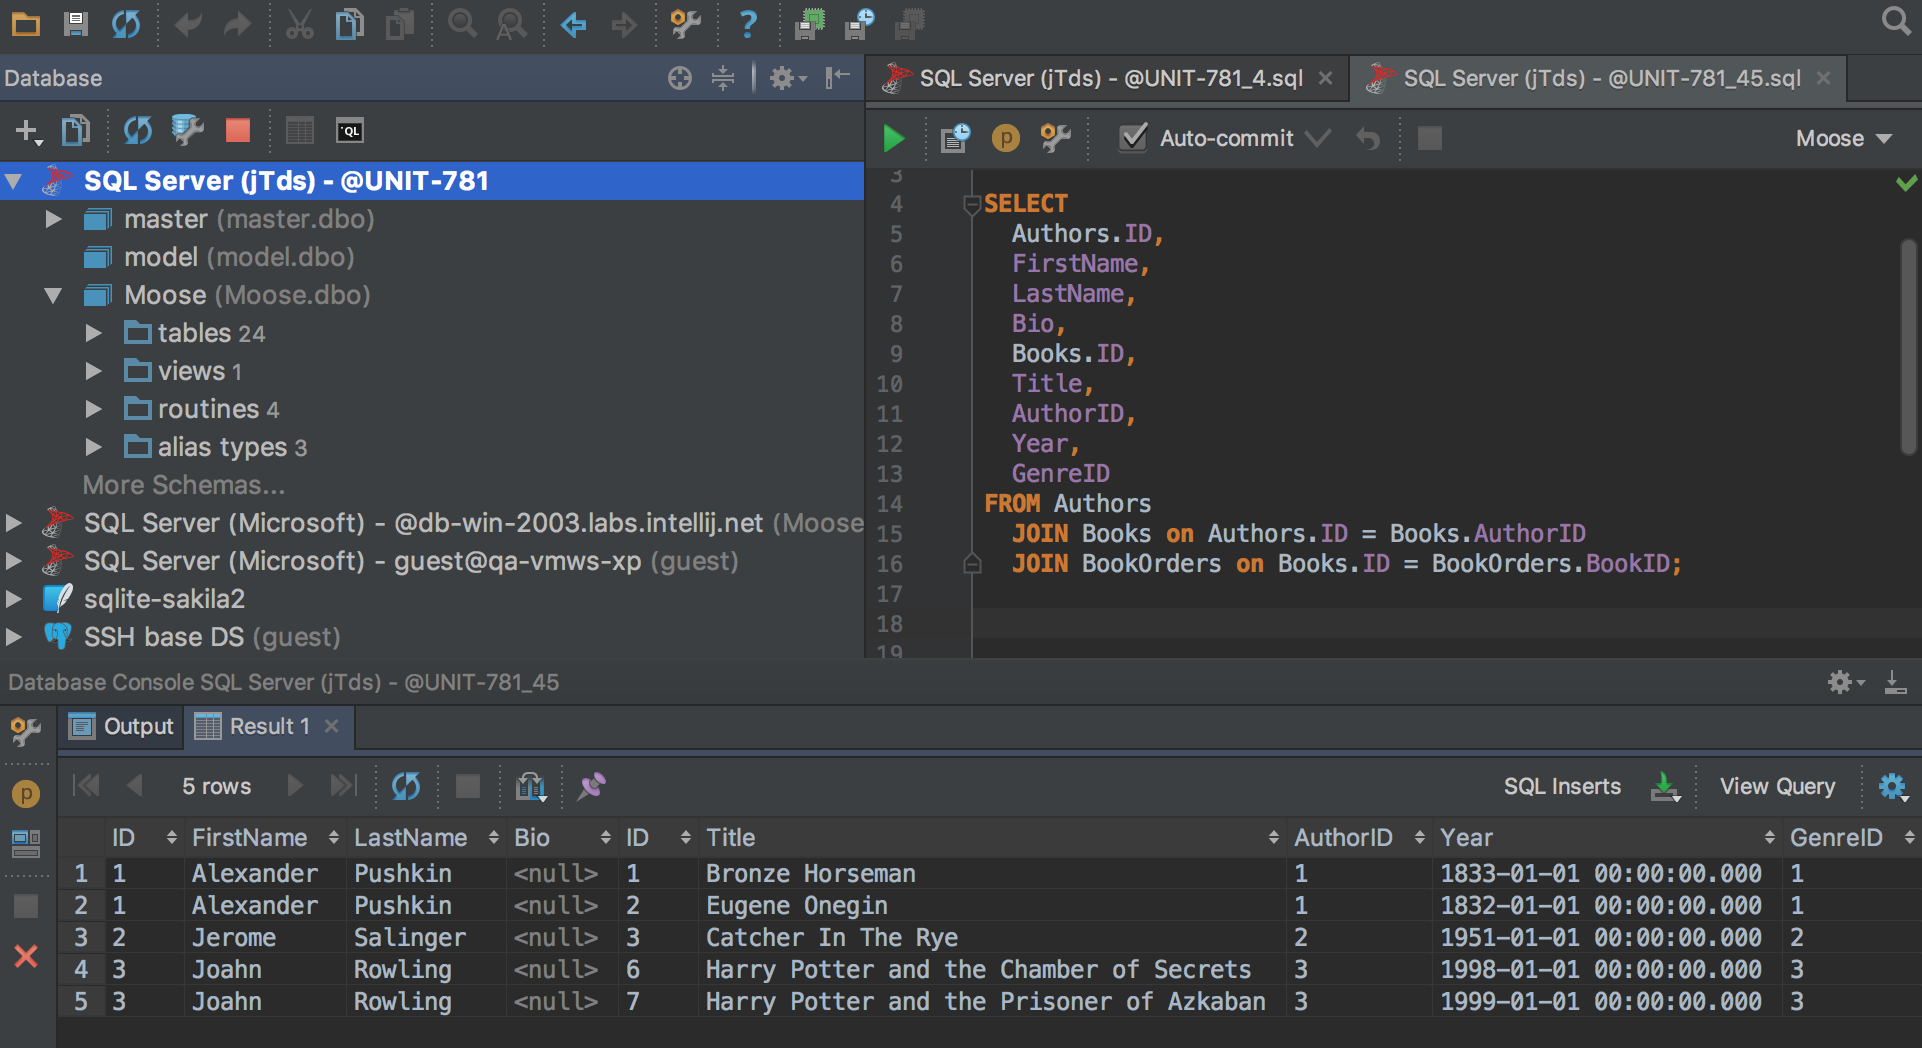 Database
SQL Server (jTds) - @UNIT-781_4.sql
SQL Server (jTds) - @UNIT-781_45.sql
QL
Auto-commit
Moose
SQL Server (jTds) - @UNIT-781
master (master.dbo)
model (model.dbo)
Moose (Moose.dbo)
tables 24
views 1
routines 4
alias types 3
More Schemas...
SQL Server (Microsoft) - @db-win-2003.labs.intellij.net (Moose
SQL Server (Microsoft) - guest@qa-vmws-xp (guest)
sqlite-sakila2
SSH base DS (guest)
3
4 SELECT
5 Authors.ID,
6 FirstName,
7 LastName,
8 Bio,
9 Books.ID,
10 Title,
11 AuthorID,
12 Year,
13 GenreID
14 FROM Authors
15 JOIN Books on Authors.ID = Books.AuthorID
16 JOIN BookOrders on Books.ID = BookOrders.BookID;
17
18
19
Database Console SQL Server (jTds) - @UNIT-781_45
Output Result 1
5 rows SQL Inserts View Query
ID FirstName LastName Bio ID Title AuthorID Year GenreID
1 1 Alexander Pushkin <null> 1 Bronze Horseman 1 1833-01-01 00:00:00.000 1
2 1 Alexander Pushkin <null> 2 Eugene Onegin 1 1832-01-01 00:00:00.000 1
3 2 Jerome Salinger <null> 3 Catcher In The Rye 2 1951-01-01 00:00:00.000 2
4 3 Joahn Rowling <null> 6 Harry Potter and the Chamber of Secrets 3 1998-01-01 00:00:00.000 3
5 3 Joahn Rowling <null> 7 Harry Potter and the Prisoner of Azkaban 3 1999-01-01 00:00:00.000 3